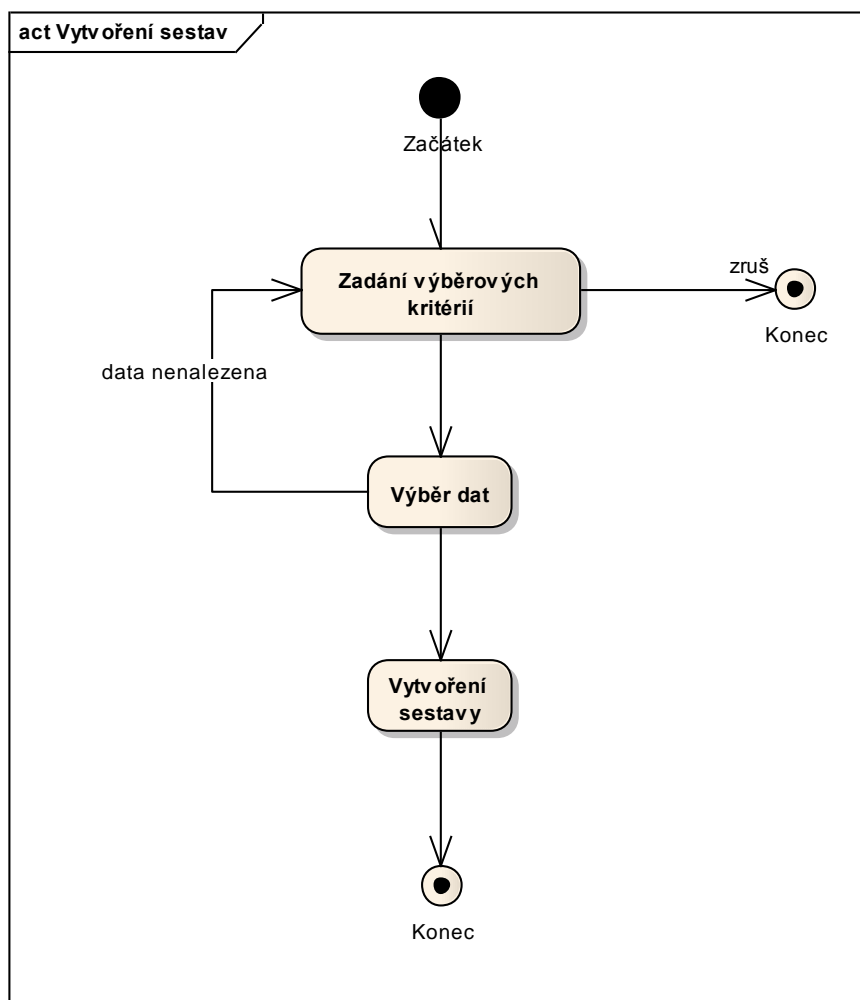 act Vytvoření sestav
Začátek
Zadání výběrových
kritérií
zruš
Konec
data nenalezena
Výběr dat
Vytvoření
sestavy
Konec